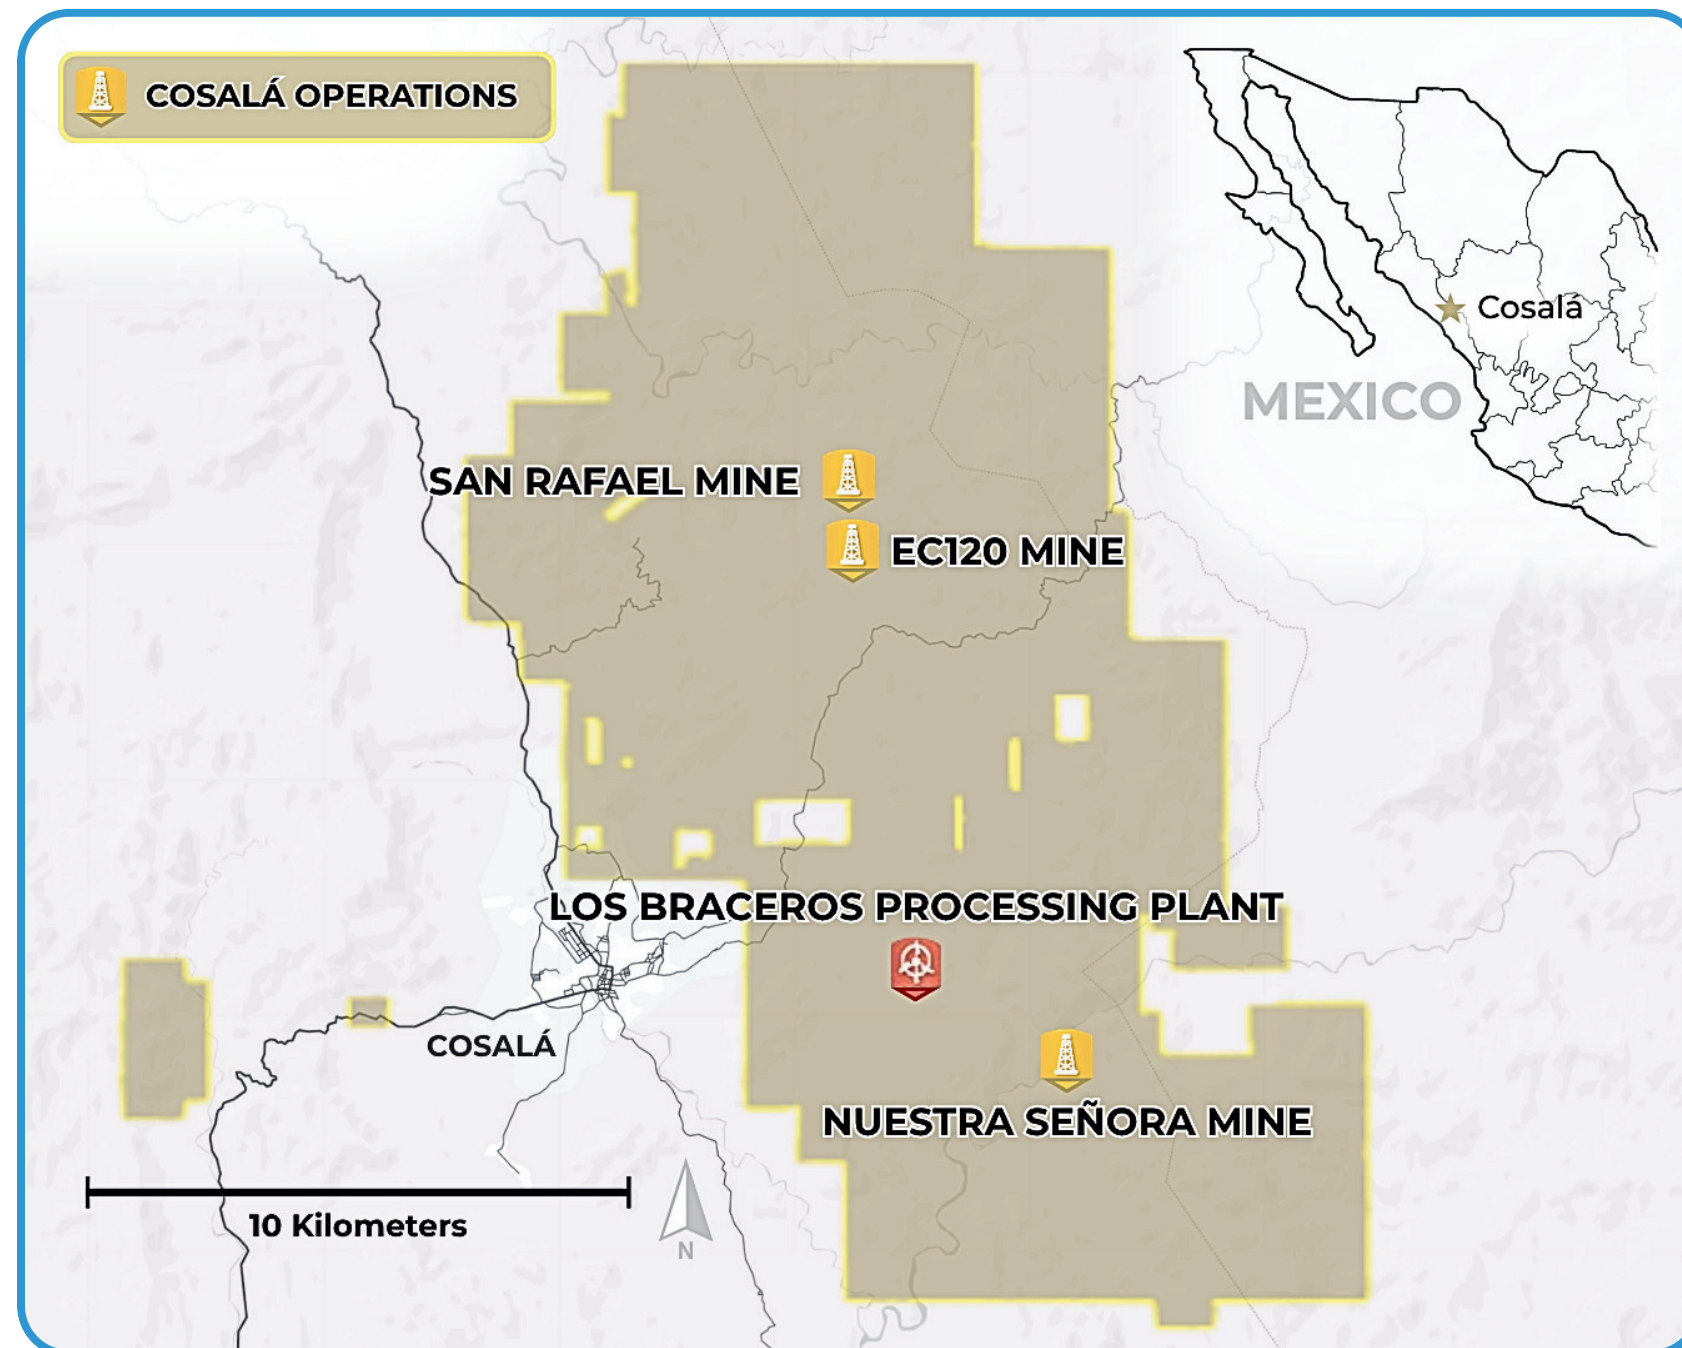 COSALÁ OPERATIONS
Cosalá
MEXICO
SAN RAFAEL MINE
EC120 MINE
LOS BRACEROS PROCESSING PLANT
COSALÁ
NUESTRA SEÑORA MINE
10 Kilometers
N